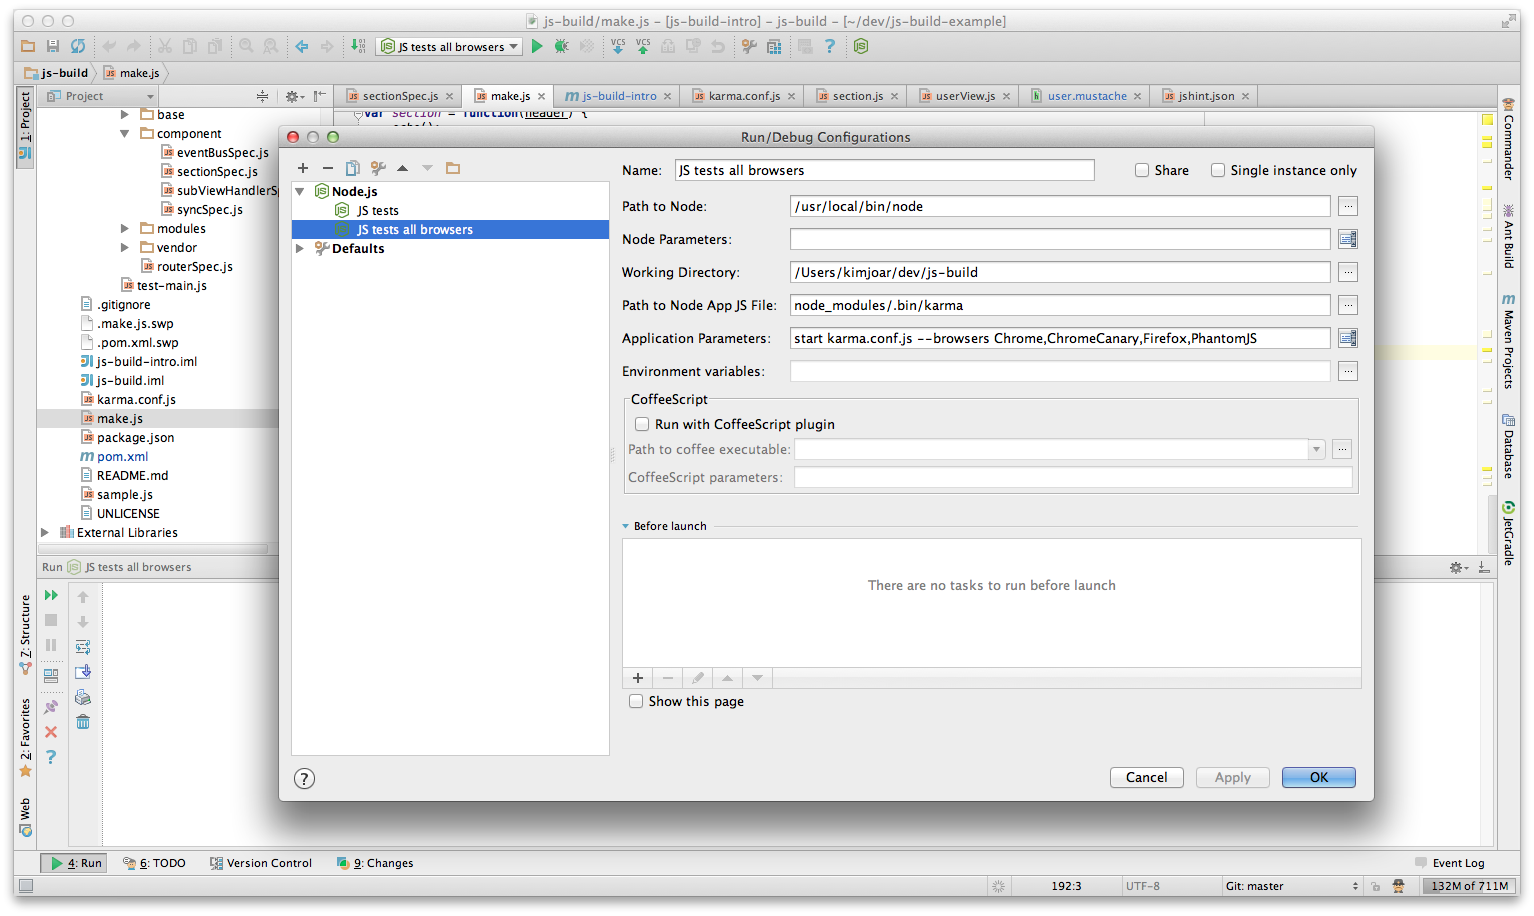 js-build/make.js – [js-build-intro] – js-build – [~/dev/js-build-example]
JS tests all browsers
VCS VCS
js-build make.js
1: Project
Project
sectionSpec.js make.js js-build-intro karma.conf.js section.js userView.js user.mustache jshint.json
var section = function(header) {
base
component
eventBusSpec.js
sectionSpec.js
subViewHandlerSp
syncSpec.js
modules
vendor
routerSpec.js
test-main.js
.gitignore
.make.js.swp
.pom.xml.swp
js-build-intro.iml
js-build.iml
karma.conf.js
make.js
package.json
pom.xml
README.md
sample.js
UNLICENSE
External Libraries
Run/Debug Configurations
Node.js
JS tests
JS tests all browsers
Defaults
Name: JS tests all browsers Share Single instance only
Path to Node: /usr/local/bin/node
Node Parameters:
Working Directory: /Users/kimjoar/dev/js-build
Path to Node App JS File: node_modules/.bin/karma
Application Parameters: start karma.conf.js --browsers Chrome,ChromeCanary,Firefox,PhantomJS
Environment variables:
CoffeeScript
Run with CoffeeScript plugin
Path to coffee executable:
CoffeeScript parameters:
Before launch
There are no tasks to run before launch
Show this page
Cancel Apply OK
Commander
Ant Build
Maven Projects
Database
JetGradle
Run JS tests all browsers
7: Structure
2: Favorites
Web
4: Run 6: TODO Version Control 9: Changes Event Log
192:3 UTF-8 Git: master 132M of 711M